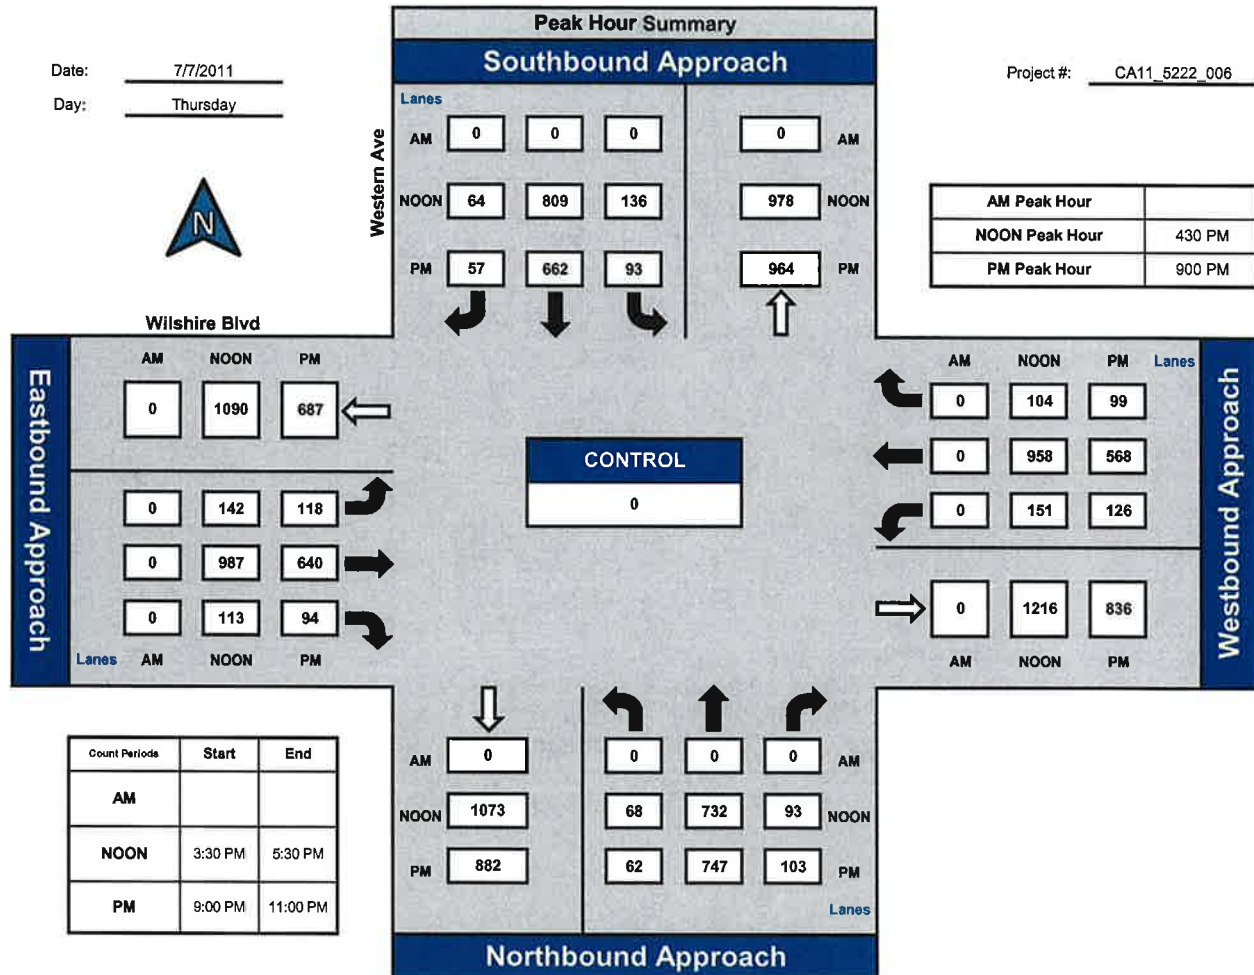 Peak Hour Summary
Southbound Approach
Date: 7/7/2011
Day: Thursday
Project #: CA11_5222_006
Lanes
AM 0 0 0 0 AM
NOON 64 809 136 978 NOON
PM 57 662 93 964 PM
Western Ave
N
AM Peak Hour
NOON Peak Hour 430 PM
PM Peak Hour 900 PM
Wilshire Blvd
Eastbound Approach
AM NOON PM
0 1090 687
0 142 118
0 987 640
0 113 94
Lanes AM NOON PM
CONTROL
0
AM NOON PM Lanes
0 104 99
0 958 568
0 151 126
0 1216 836
AM NOON PM
Westbound Approach
Count Periods Start End
AM
NOON 3:30 PM 5:30 PM
PM 9:00 PM 11:00 PM
AM 0 0 0 0 AM
NOON 1073 68 732 93 NOON
PM 882 62 747 103 PM
Lanes
Northbound Approach